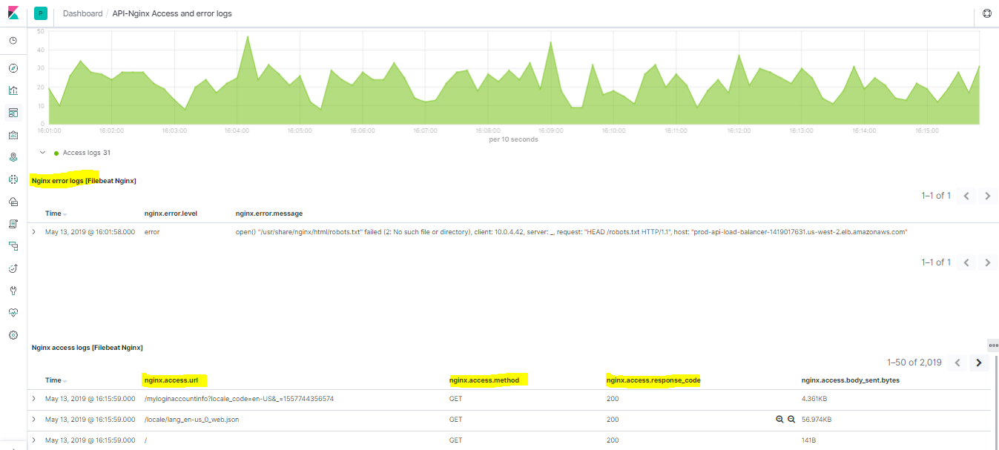 P Dashboard / API-Nginx Access and error logs
50
40
30
20
10
0
16:01:00 16:02:00 16:03:00 16:04:00 16:05:00 16:06:00 16:07:00 16:08:00 16:09:00 16:10:00 16:11:00 16:12:00 16:13:00 16:14:00 16:15:00
per 10 seconds
Access logs 31
Nginx error logs [Filebeat Nginx]
1–1 of 1
Time nginx.error.level nginx.error.message
May 13, 2019 @ 16:01:58.000 error open() "/usr/share/nginx/html/robots.txt" failed (2: No such file or directory), client: 10.0.4.42, server: _, request: "HEAD /robots.txt HTTP/1.1", host: "prod-api-load-balancer-1419017631.us-west-2.elb.amazonaws.com"
1–1 of 1
Nginx access logs [Filebeat Nginx]
1–50 of 2,019
Time nginx.access.url nginx.access.method nginx.access.response_code nginx.access.body_sent.bytes
May 13, 2019 @ 16:15:59.000 /myloginaccountinfo?locale_code=en-US&_=1557744356574 GET 200 4.361KB
May 13, 2019 @ 16:15:59.000 /locale/lang_en-us_0_web.json GET 200 56.974KB
May 13, 2019 @ 16:15:59.000 / GET 200 141B